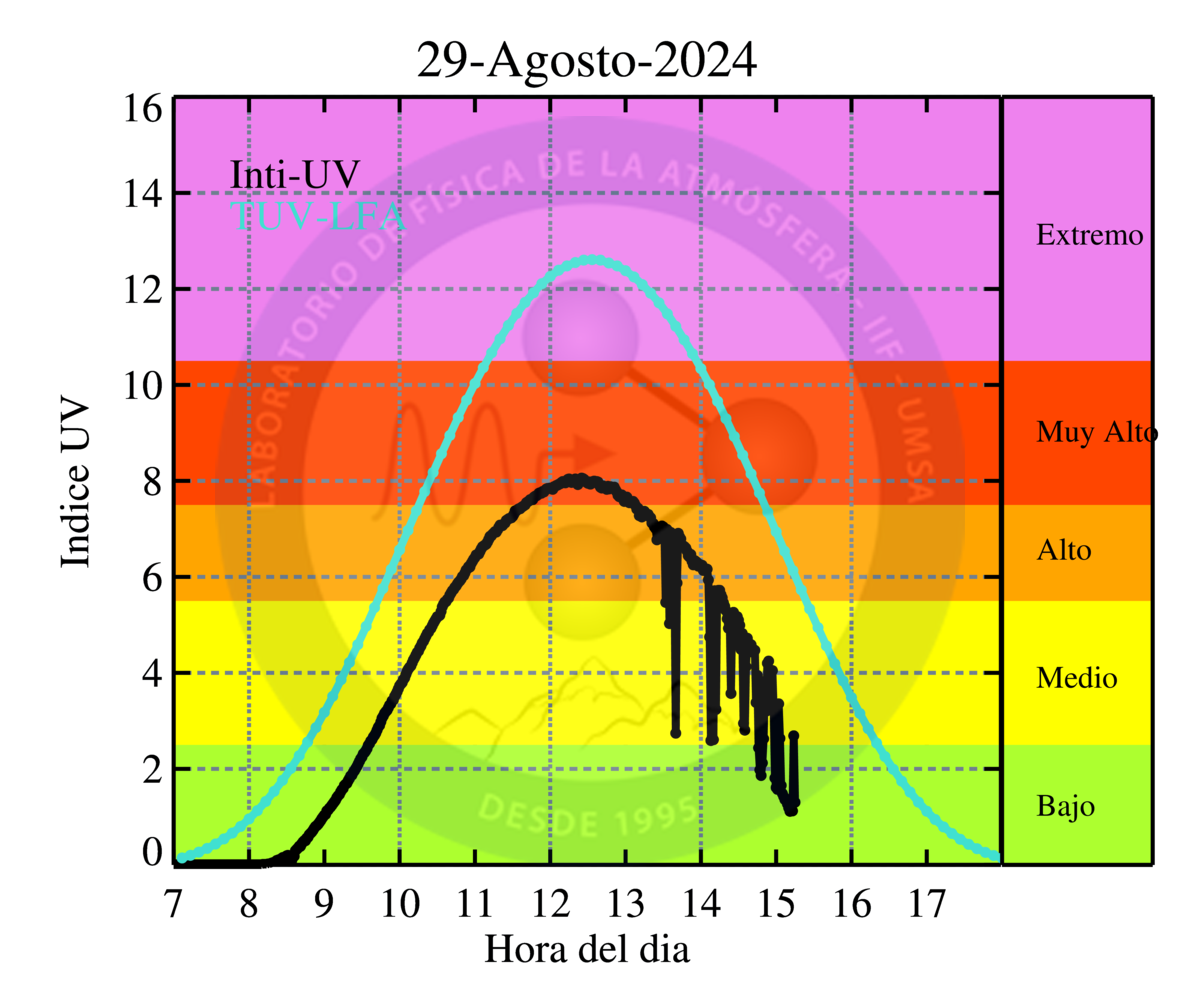 29-Agosto-2024
16
14
12
10
8
6
4
2
0
Indice UV
Inti-UV
TUV-LFA
LABORATORIO DE FÍSICA DE LA ATMÓSFERA - IIF - UMSA
DESDE 1995
Extremo
Muy Alto
Alto
Medio
Bajo
7 8 9 10 11 12 13 14 15 16 17
Hora del dia